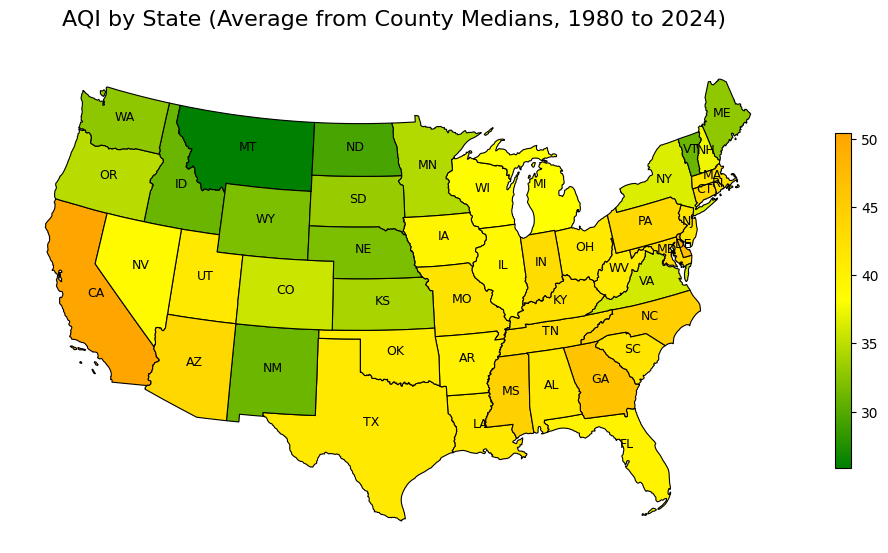 AQI by State (Average from County Medians, 1980 to 2024)
WA
MT
ND
MN
ME
VT
NH
OR
ID
SD
WI
MI
NY
MA
RI
CT
WY
NE
IA
PA
NJ
NV
UT
CO
IL
IN
OH
MD
DE
WV
VA
CA
KS
MO
KY
NC
AZ
NM
OK
AR
TN
SC
MS
AL
GA
TX
LA
FL
50
45
40
35
30